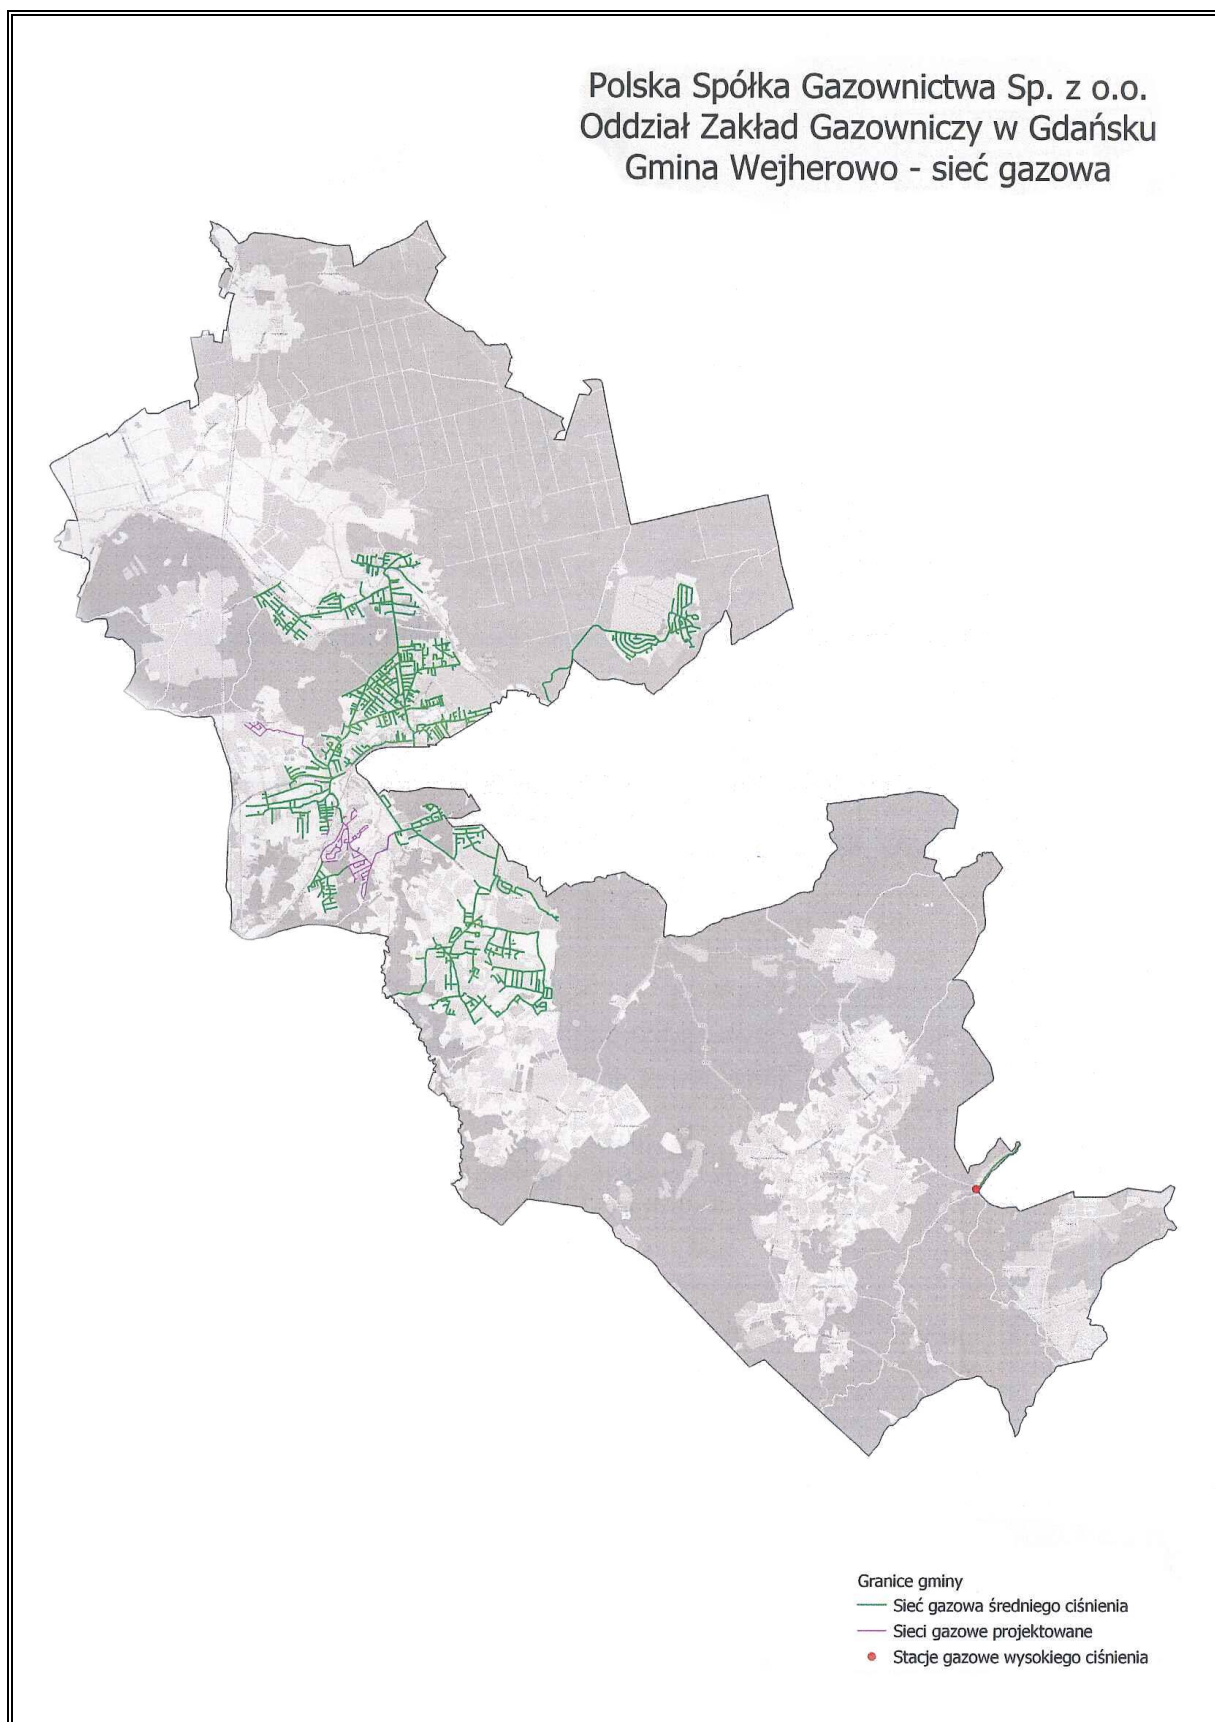 Polska Spółka Gazownictwa Sp. z o.o.
Oddział Zakład Gazowniczy w Gdańsku
Gmina Wejherowo - sieć gazowa
Granice gminy
Sieć gazowa średniego ciśnienia
Sieci gazowe projektowane
Stacje gazowe wysokiego ciśnienia